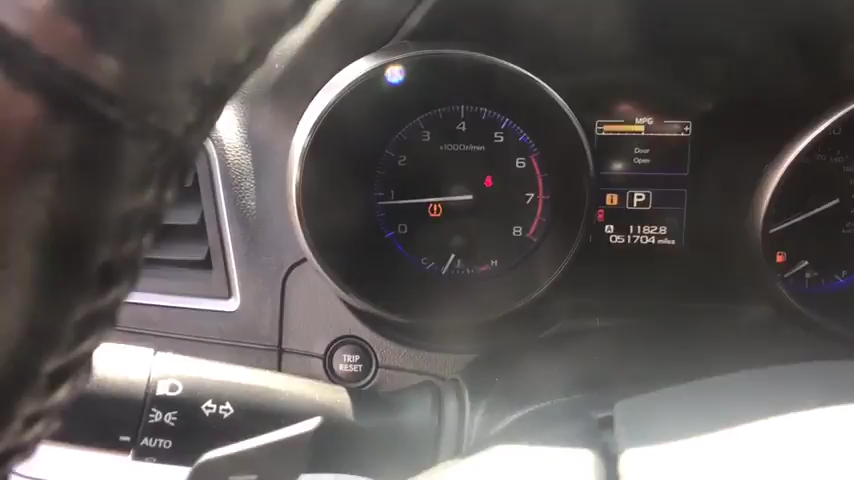 0
1
2
3
4
5
6
7
8
x1000r/min
C H
- MPG +
Door
Open
i P
A 1182.8
051704 miles
F
TRIP
RESET
AUTO